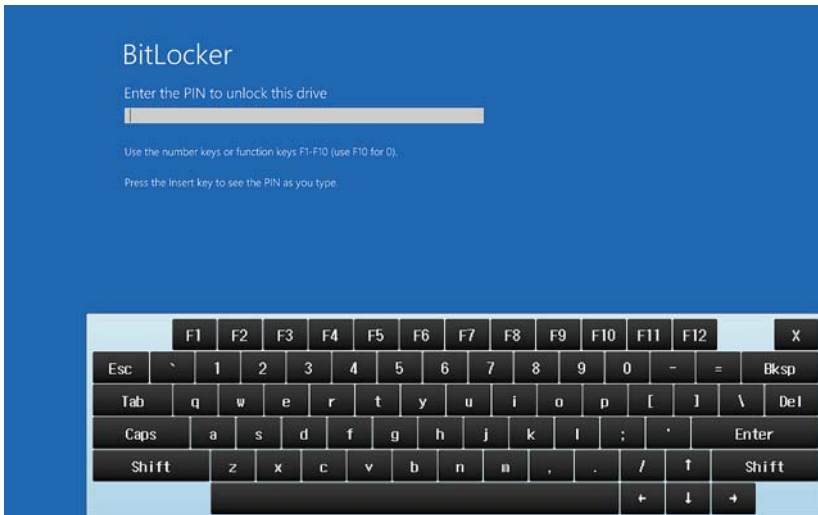 BitLocker
Enter the PIN to unlock this drive
Use the number keys or function keys F1-F10 (use F10 for 0).
Press the Insert key to see the PIN as you type.
F1 F2 F3 F4 F5 F6 F7 F8 F9 F10 F11 F12 X
Esc ` 1 2 3 4 5 6 7 8 9 0 - = Bksp
Tab q w e r t y u i o p [ ] \ Del
Caps a s d f g h j k l ; ' Enter
Shift z x c v b n m , . / ↑ Shift
← ↓ →